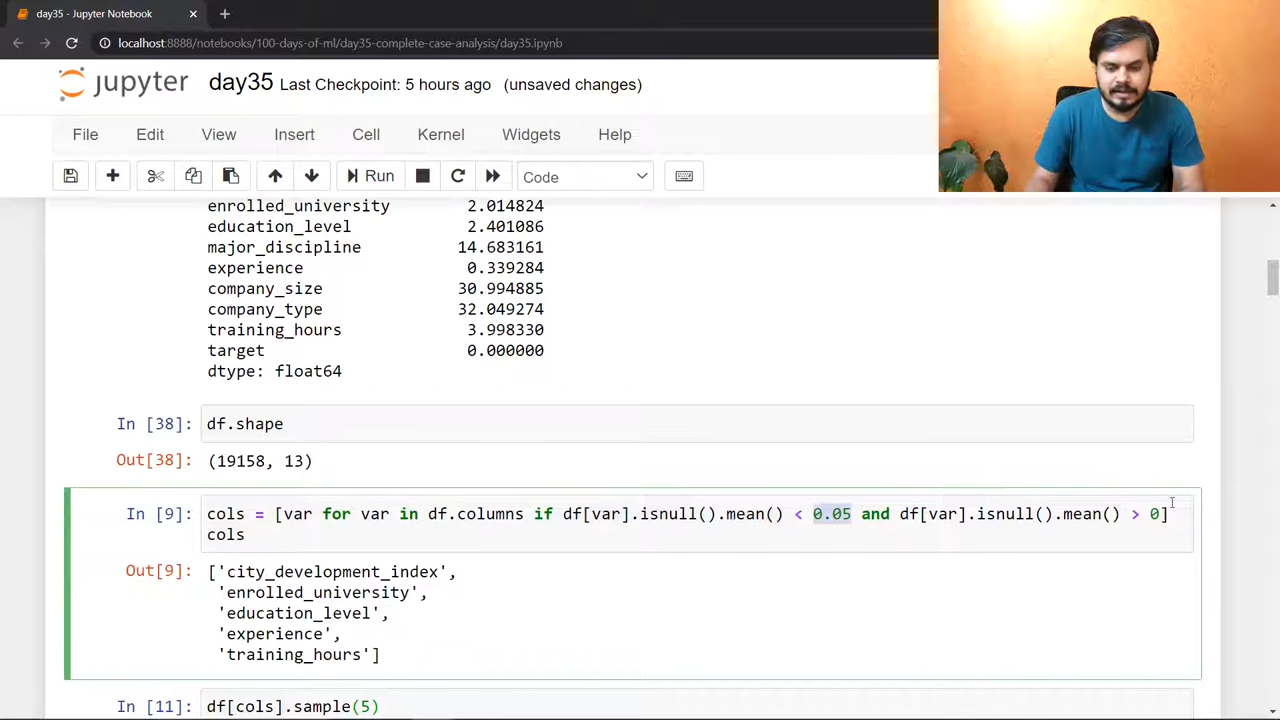 day35 - Jupyter Notebook
localhost:8888/notebooks/100-days-of-ml/day35-complete-case-analysis/day35.ipynb
jupyter day35 Last Checkpoint: 5 hours ago (unsaved changes)
File Edit View Insert Cell Kernel Widgets Help
Run Code
enrolled_university 2.014824
education_level 2.401086
major_discipline 14.683161
experience 0.339284
company_size 30.994885
company_type 32.049274
training_hours 3.998330
target 0.000000
dtype: float64
In [38]: df.shape
Out[38]: (19158, 13)
In [9]: cols = [var for var in df.columns if df[var].isnull().mean() < 0.05 and df[var].isnull().mean() > 0]
cols
Out[9]: ['city_development_index',
'enrolled_university',
'education_level',
'experience',
'training_hours']
In [11]: df[cols].sample(5)